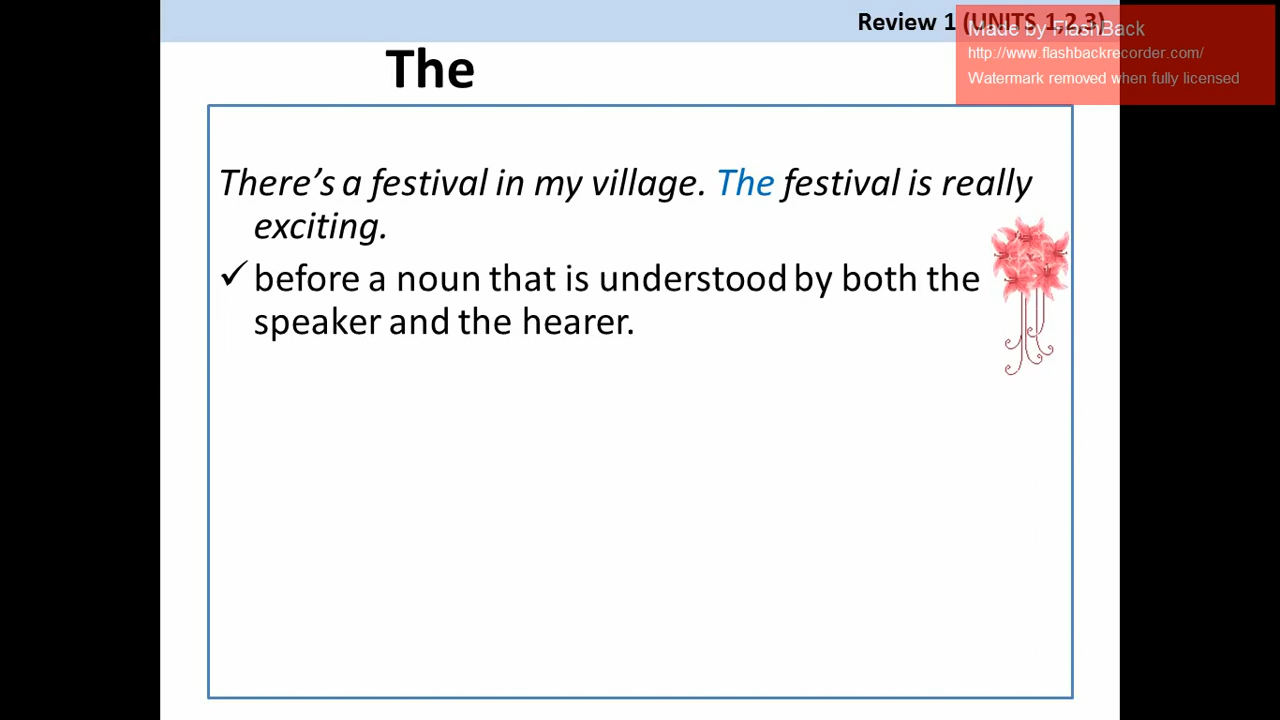 Review 1 (UNITS 1,2,3)
Made by FlashBack
http://www.flashbackrecorder.com/
Watermark removed when fully licensed
The
There’s a festival in my village. The festival is really
exciting.
✓ before a noun that is understood by both the
speaker and the hearer.